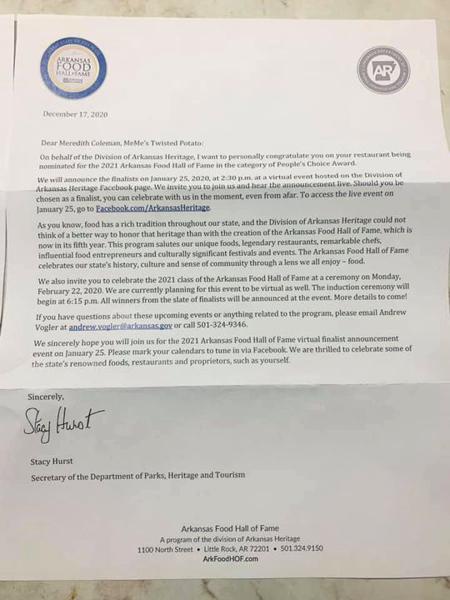 ARKANSAS
FOOD
HALL of FAME
AR
December 17, 2020
Dear Meredith Coleman, MeMe's Twisted Potato:
On behalf of the Division of Arkansas Heritage, I want to personally congratulate you on your restaurant being
nominated for the 2021 Arkansas Food Hall of Fame in the category of People's Choice Award.
We will announce the finalists on January 25, 2020, at 2:30 p.m. at a virtual event hosted on the Division of
Arkansas Heritage Facebook page. We invite you to join us and hear the announcement live. Should you be
chosen as a finalist, you can celebrate with us in the moment, even from afar. To access the live event on
January 25, go to Facebook.com/ArkansasHeritage.
As you know, food has a rich tradition throughout our state, and the Division of Arkansas Heritage could not
think of a better way to honor that heritage than with the creation of the Arkansas Food Hall of Fame, which is
now in its fifth year. This program salutes our unique foods, legendary restaurants, remarkable chefs,
influential food entrepreneurs and culturally significant festivals and events. The Arkansas Food Hall of Fame
celebrates our state's history, culture and sense of community through a lens we all enjoy – food.
We also invite you to celebrate the 2021 class of the Arkansas Food Hall of Fame at a ceremony on Monday,
February 22, 2020. We are currently planning for this event to be virtual as well. The induction ceremony will
begin at 6:15 p.m. All winners from the slate of finalists will be announced at the event. More details to come!
If you have questions about these upcoming events or anything related to the program, please email Andrew
Vogler at andrew.vogler@arkansas.gov or call 501-324-9346.
We sincerely hope you will join us for the 2021 Arkansas Food Hall of Fame virtual finalist announcement
event on January 25. Please mark your calendars to tune in via Facebook. We are thrilled to celebrate some of
the state's renowned foods, restaurants and proprietors, such as yourself.
Sincerely,
Stacy Hurst
Stacy Hurst
Secretary of the Department of Parks, Heritage and Tourism
Arkansas Food Hall of Fame
A program of the division of Arkansas Heritage
1100 North Street • Little Rock, AR 72201 • 501.324.9150
ArkFoodHOF.com